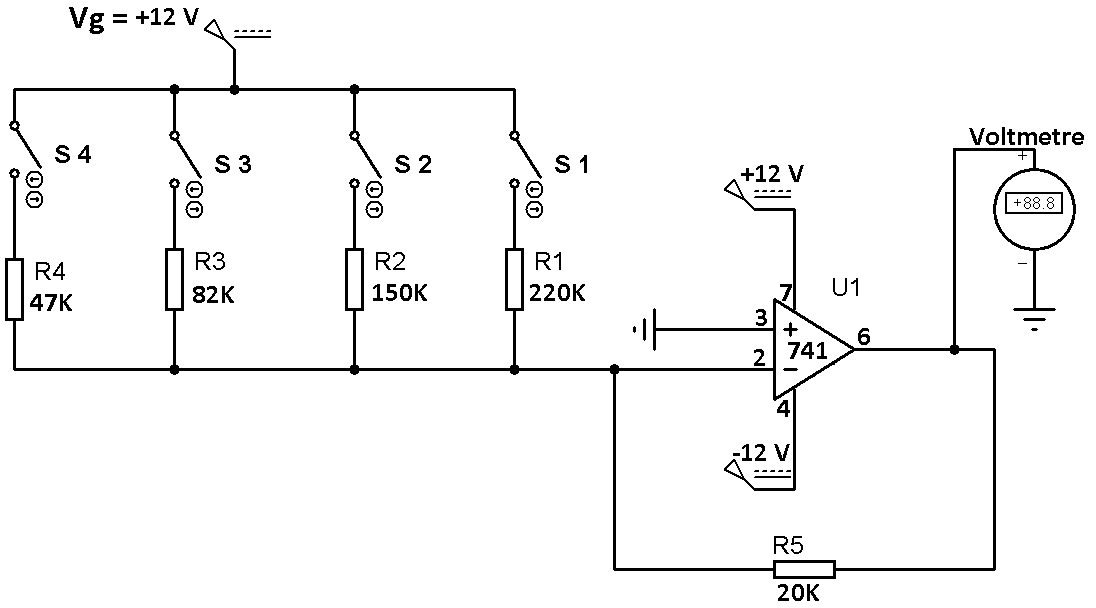 Vg = +12 V
S 4
S 3
S 2
S 1
R4
47K
R3
82K
R2
150K
R1
220K
+12 V
Voltmetre
+
+88.8
−
U1
7
3
+
6
741
2
−
4
-12 V
R5
20K